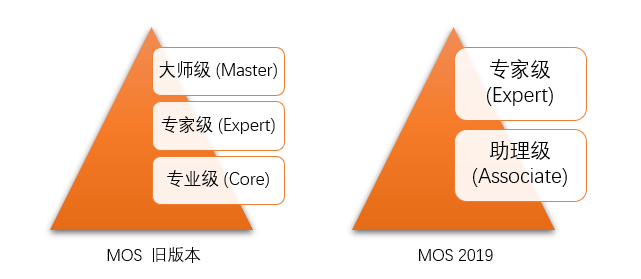 大师级 (Master)
专家级 (Expert)
专业级 (Core)
MOS 旧版本
专家级
(Expert)
助理级
(Associate)
MOS 2019